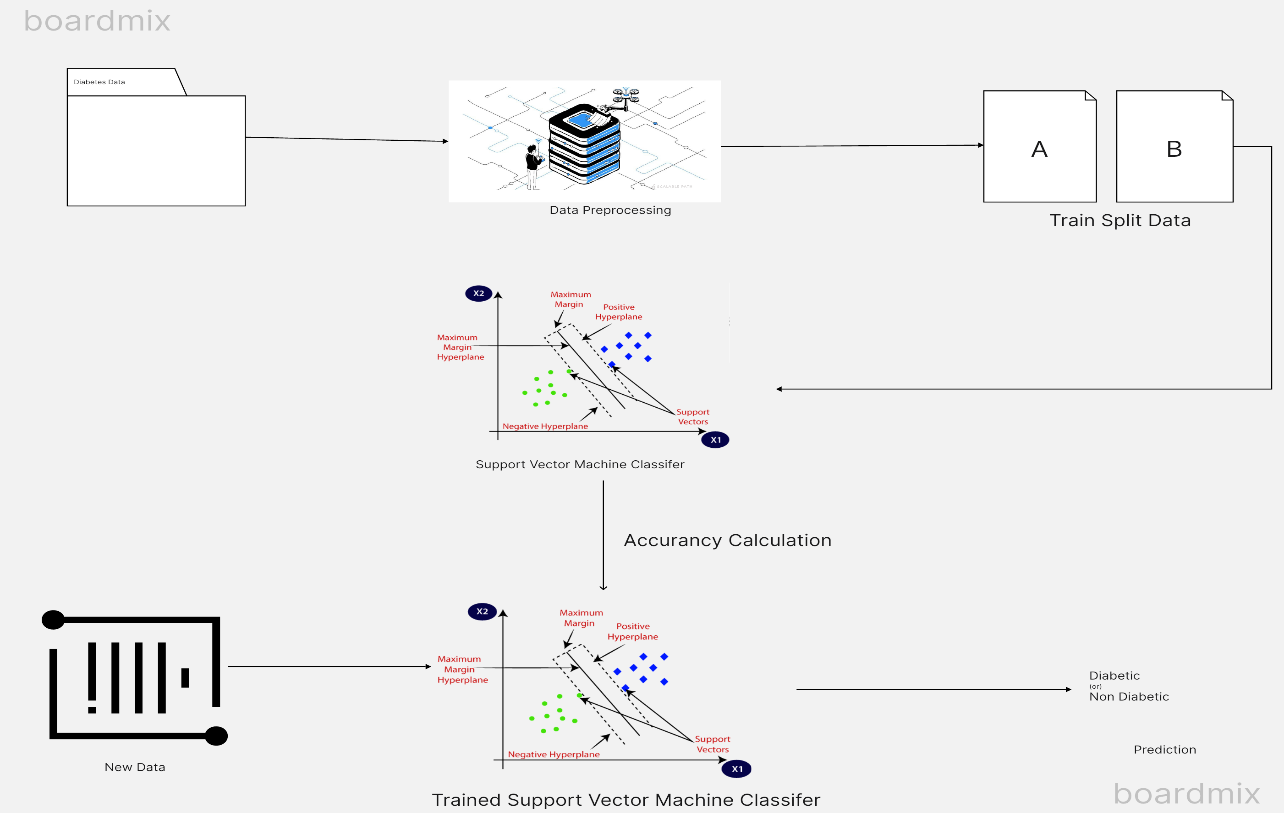 boardmix
Diabetes Data
Data Preprocessing
A
B
Train Split Data
X2
Maximum
Margin
Positive
Hyperplane
Maximum
Margin
Hyperplane
Support
Vectors
Negative Hyperplane
X1
Support Vector Machine Classifer
Accurancy Calculation
New Data
X2
Maximum
Margin
Positive
Hyperplane
Maximum
Margin
Hyperplane
Support
Vectors
Negative Hyperplane
X1
Trained Support Vector Machine Classifer
Diabetic
(or)
Non Diabetic
Prediction
boardmix